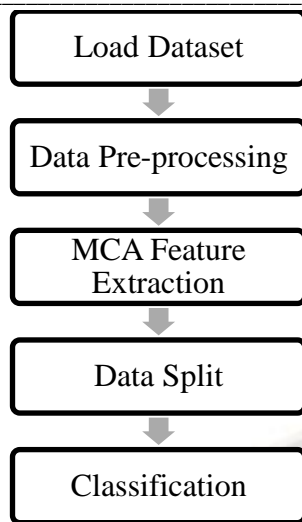 Load Dataset
Data Pre-processing
MCA Feature
Extraction
Data Split
Classification